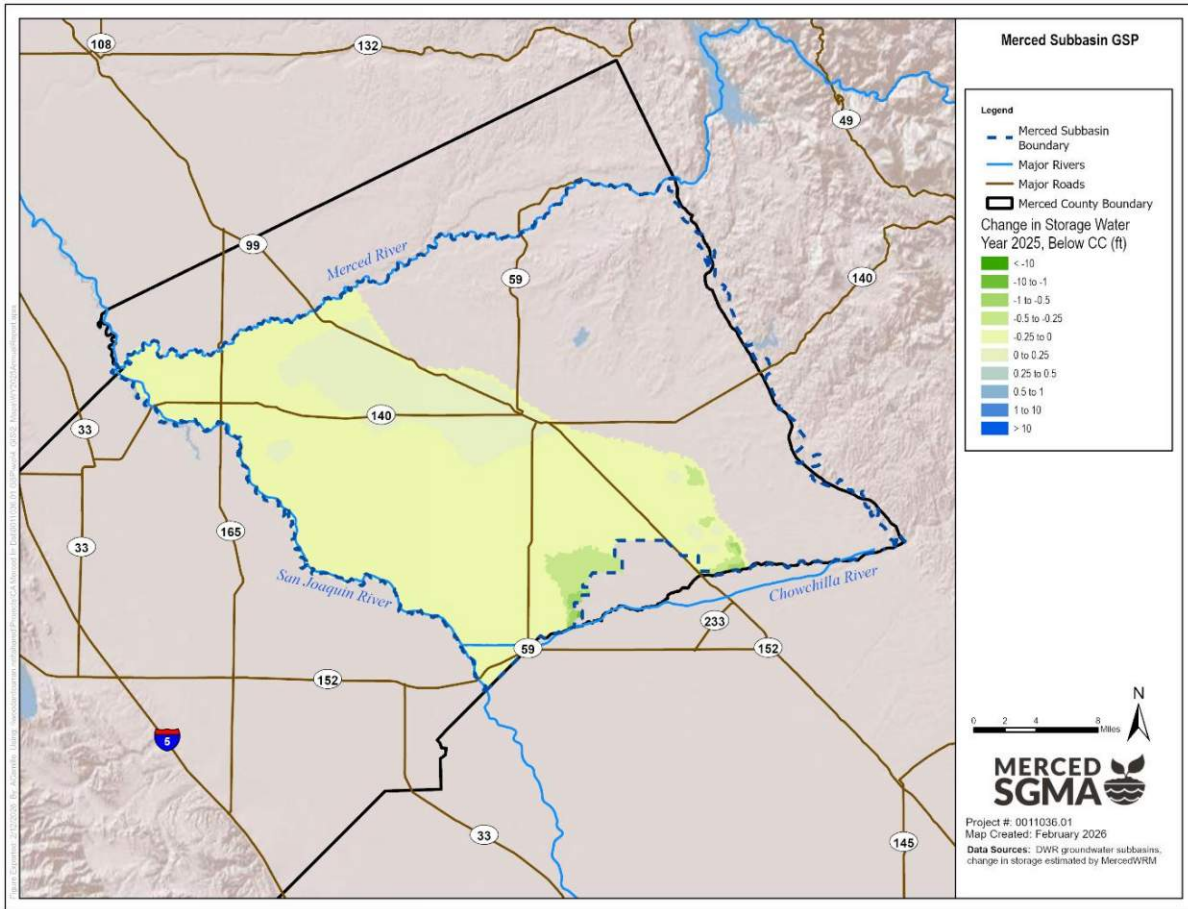 Merced Subbasin GSP
Legend
Merced Subbasin
Boundary
Major Rivers
Major Roads
Merced County Boundary
Change in Storage Water
Year 2025, Below CC (ft)
< -10
-10 to -1
-1 to -0.5
-0.5 to -0.25
-0.25 to 0
0 to 0.25
0.25 to 0.5
0.5 to 1
1 to 10
> 10
108
132
49
99
Merced River
59
140
33
140
165
33
San Joaquin River
Chowchilla River
233
59
152
152
5
33
145
N
0 2 4 8
Miles
MERCED
SGMA
Project #: 0011036.01
Map Created: February 2026
Data Sources: DWR groundwater subbasins,
change in storage estimated by MercedWRM